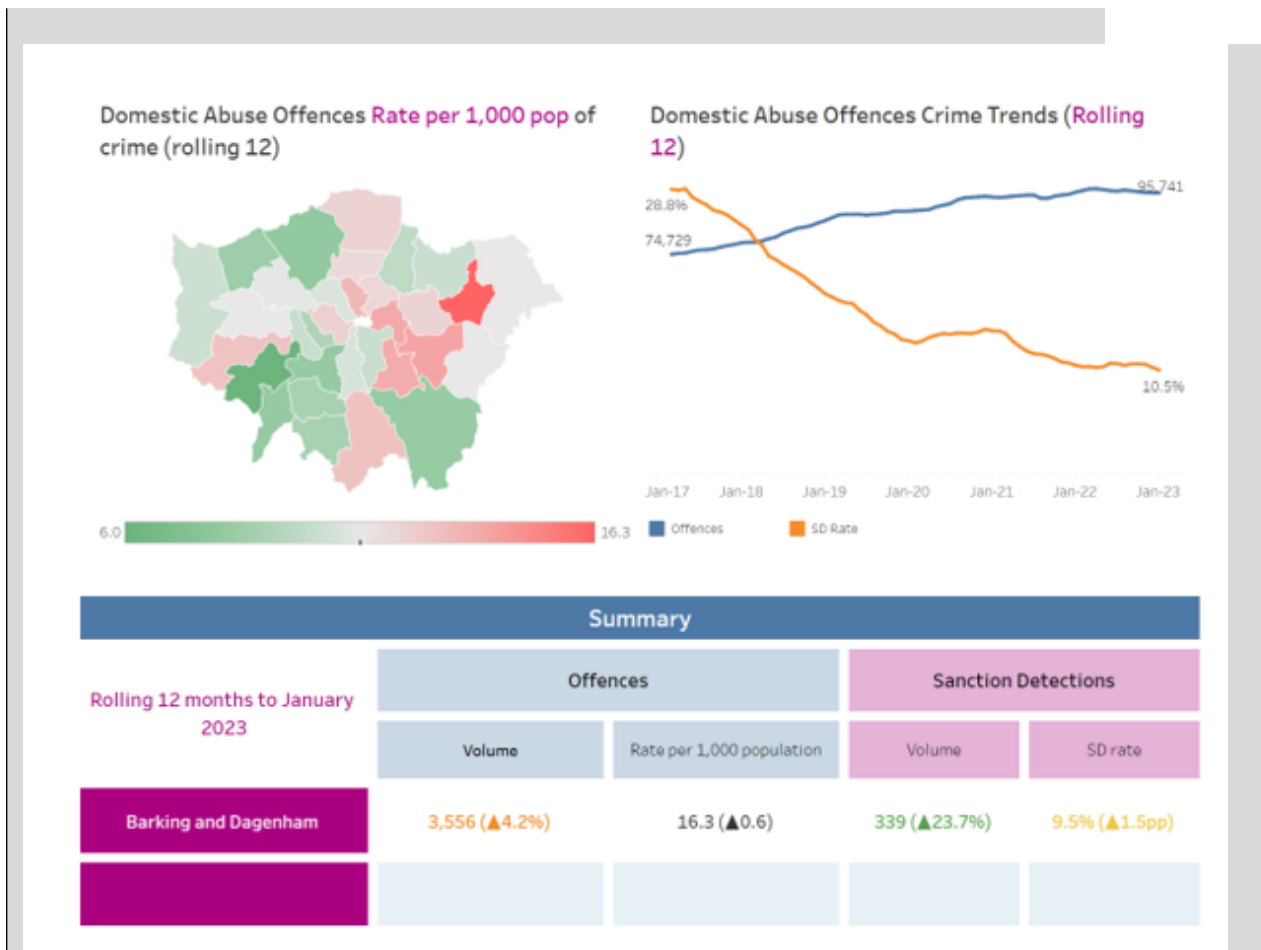 Domestic Abuse Offences Rate per 1,000 pop of
crime (rolling 12)
6.0
16.3
Domestic Abuse Offences Crime Trends (Rolling
12)
28.8%
74,729
95,741
10.5%
Jan-17 Jan-18 Jan-19 Jan-20 Jan-21 Jan-22 Jan-23
Offences SD Rate
Summary
Rolling 12 months to January
2023
Offences
Sanction Detections
Volume
Rate per 1,000 population
Volume
SD rate
Barking and Dagenham
3,556 (▲4.2%)
16.3 (▲0.6)
339 (▲23.7%)
9.5% (▲1.5pp)